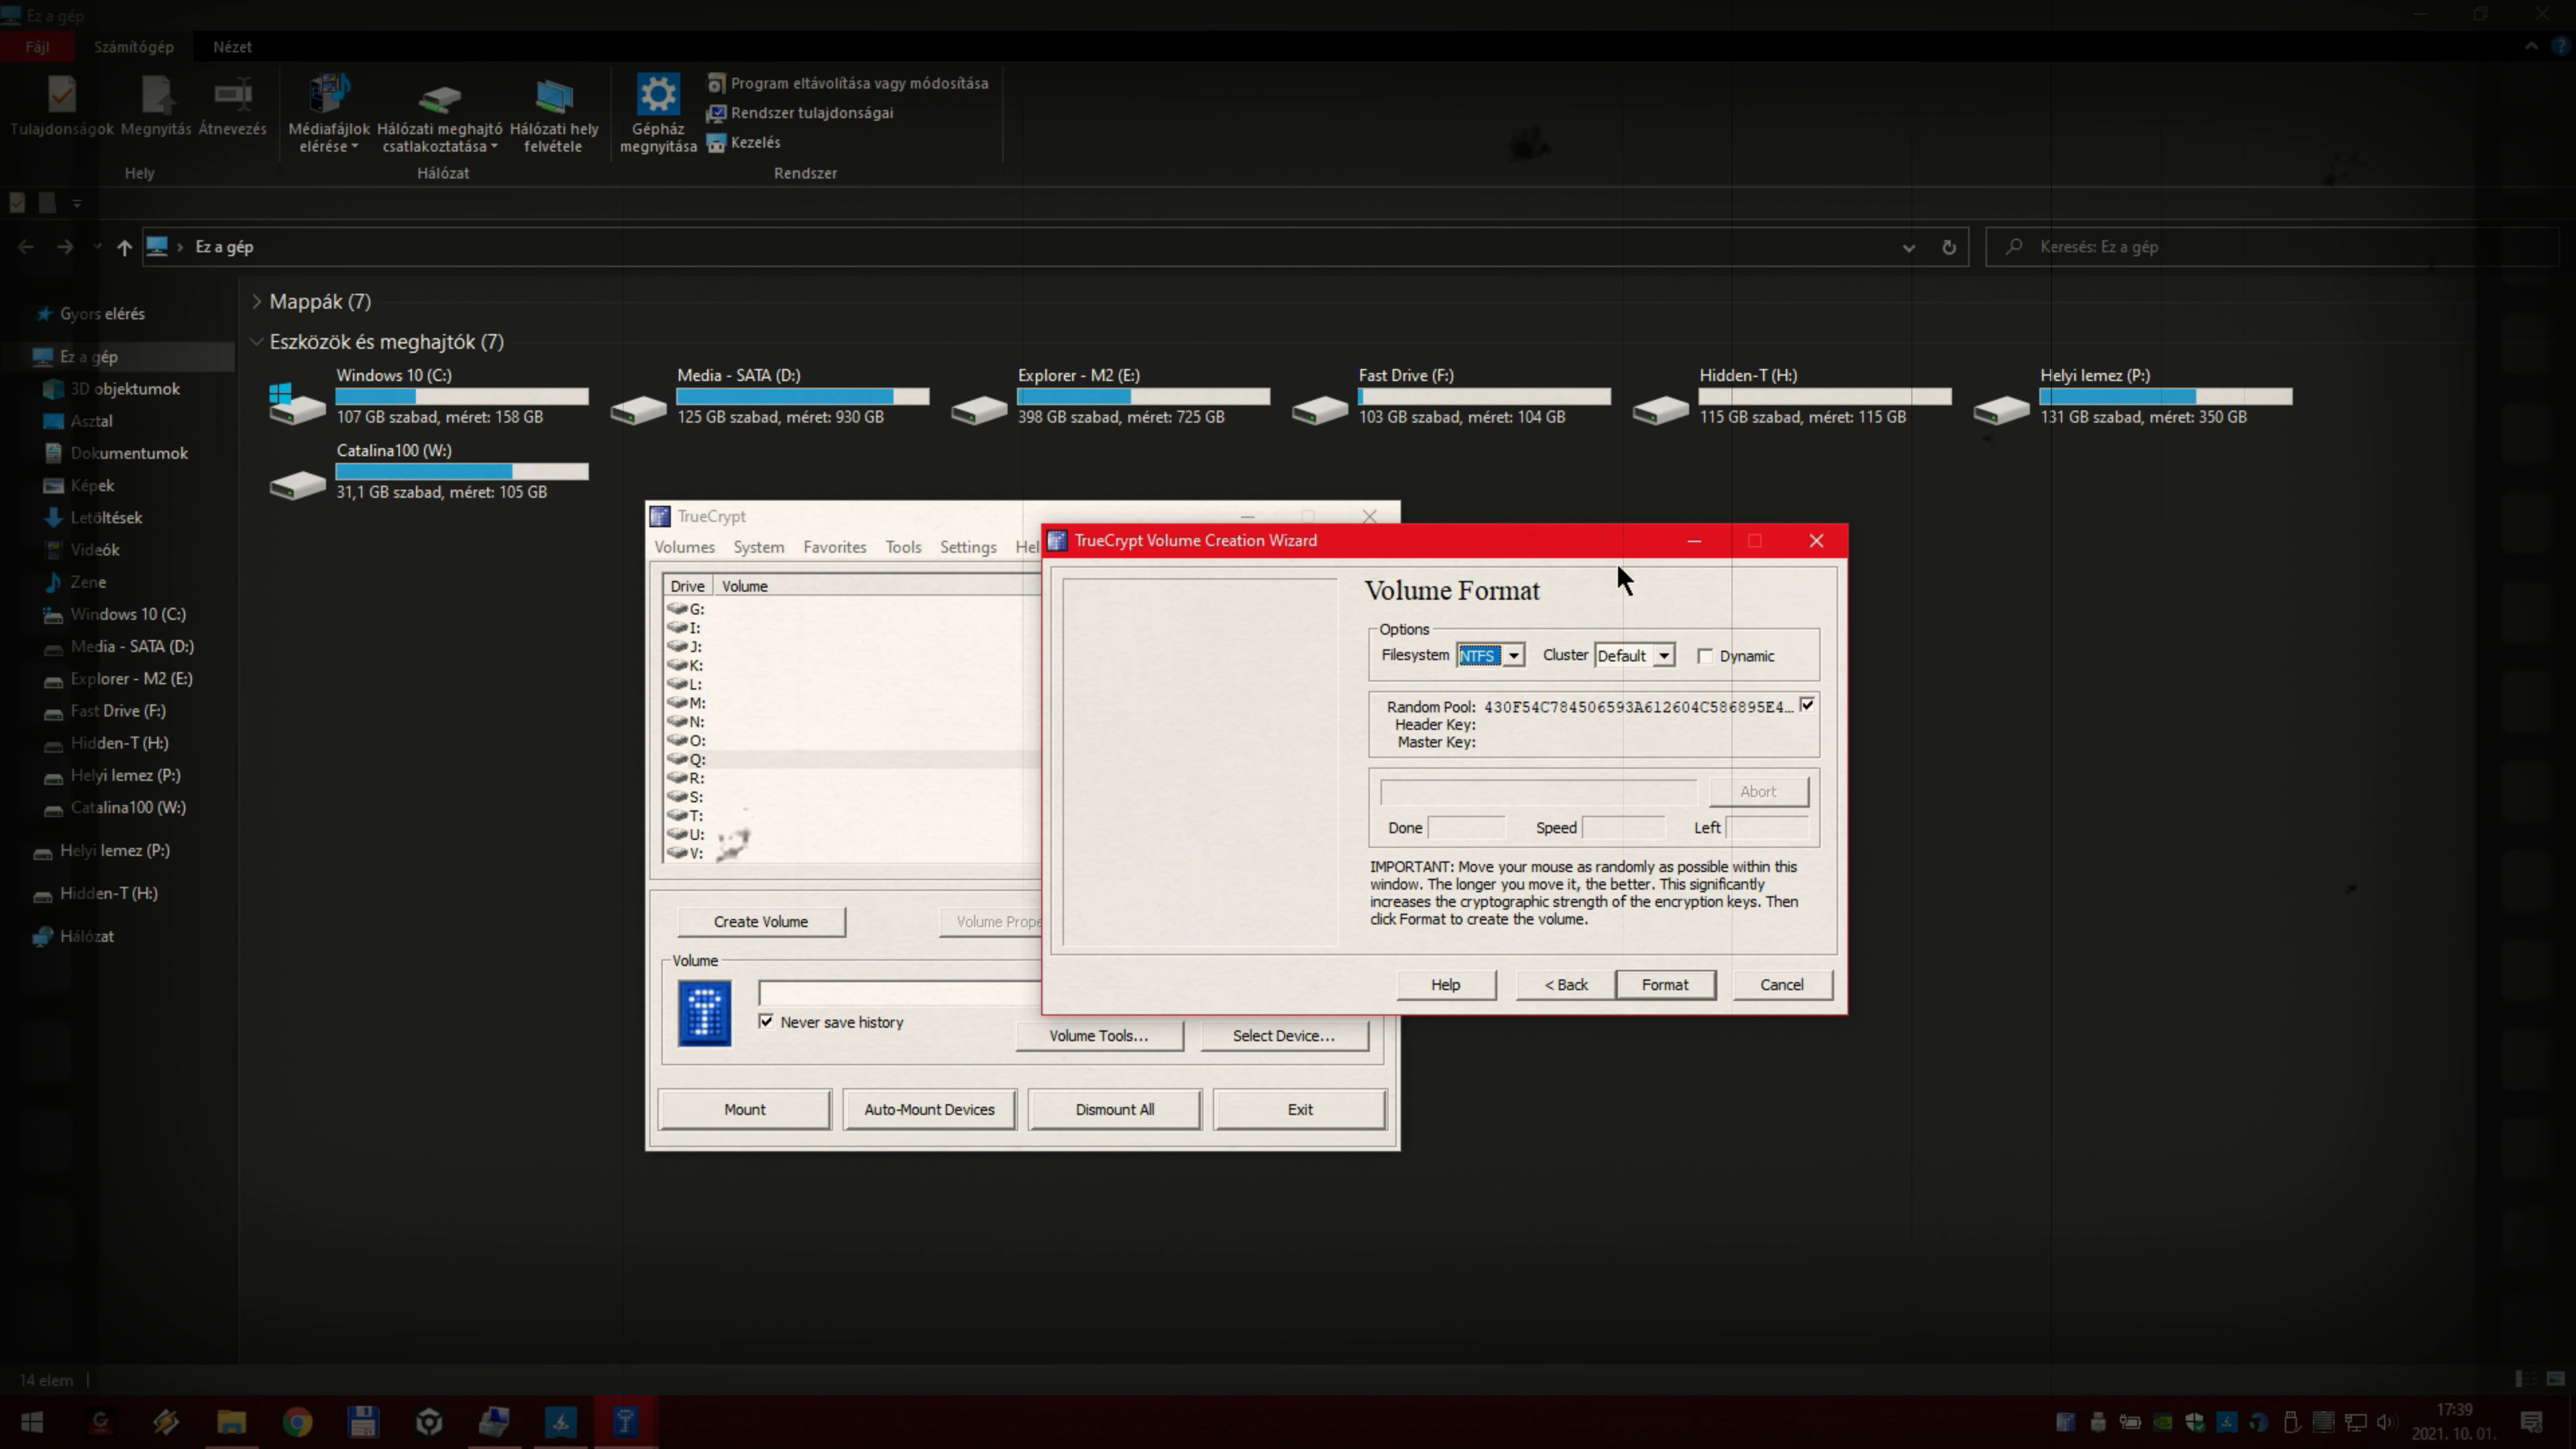 Ez a gép
Fájl Számítógép Nézet
Tulajdonságok Megnyitás Átnevezés
Médiafájlok elérése
Hálózati meghajtó csatlakoztatása
Hálózati hely felvétele
Gépház megnyitása
Program eltávolítása vagy módosítása
Rendszer tulajdonságai
Kezelés
Hely Hálózat Rendszer
Ez a gép
Keresés: Ez a gép
Gyors elérés
Ez a gép
3D objektumok
Asztal
Dokumentumok
Képek
Letöltések
Videók
Zene
Windows 10 (C:)
Media - SATA (D:)
Explorer - M2 (E:)
Fast Drive (F:)
Hidden-T (H:)
Helyi lemez (P:)
Catalina100 (W:)
Helyi lemez (P:)
Hidden-T (H:)
Hálózat
Mappák (7)
Eszközök és meghajtók (7)
Windows 10 (C:)
107 GB szabad, méret: 158 GB
Media - SATA (D:)
125 GB szabad, méret: 930 GB
Explorer - M2 (E:)
398 GB szabad, méret: 725 GB
Fast Drive (F:)
103 GB szabad, méret: 104 GB
Hidden-T (H:)
115 GB szabad, méret: 115 GB
Helyi lemez (P:)
131 GB szabad, méret: 350 GB
Catalina100 (W:)
31,1 GB szabad, méret: 105 GB
TrueCrypt
Volumes System Favorites Tools Settings Hel
Drive Volume
G:
I:
J:
K:
L:
M:
N:
O:
Q:
R:
S:
T:
U:
V:
Create Volume Volume Prope
Volume
Never save history
Volume Tools... Select Device...
Mount Auto-Mount Devices Dismount All Exit
TrueCrypt Volume Creation Wizard
Volume Format
Options
Filesystem NTFS Cluster Default Dynamic
Random Pool: 430F54C784506593A612604C586895E4...
Header Key:
Master Key:
Abort
Done Speed Left
IMPORTANT: Move your mouse as randomly as possible within this
window. The longer you move it, the better. This significantly
increases the cryptographic strength of the encryption keys. Then
click Format to create the volume.
Help < Back Format Cancel
14 elem
17:39
2021. 10. 01.